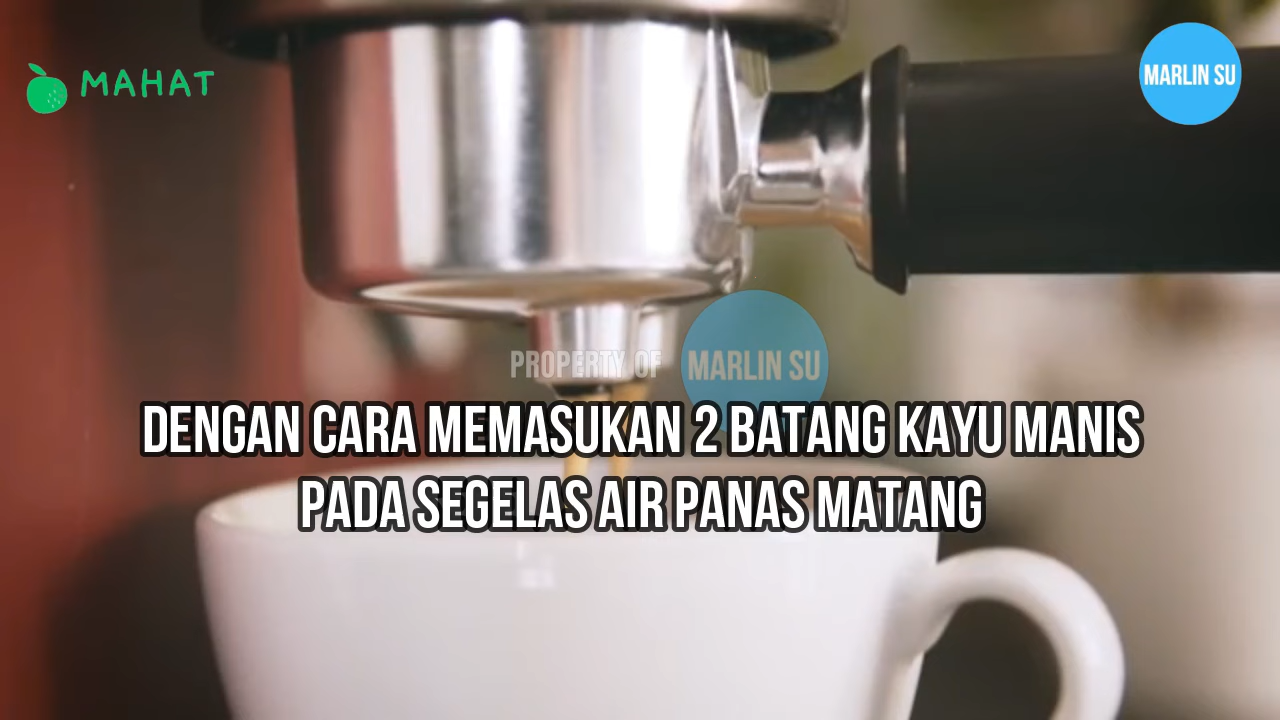 MAHAT
MARLIN SU
PROPERTY OF MARLIN SU
DENGAN CARA MEMASUKAN 2 BATANG KAYU MANIS
PADA SEGELAS AIR PANAS MATANG